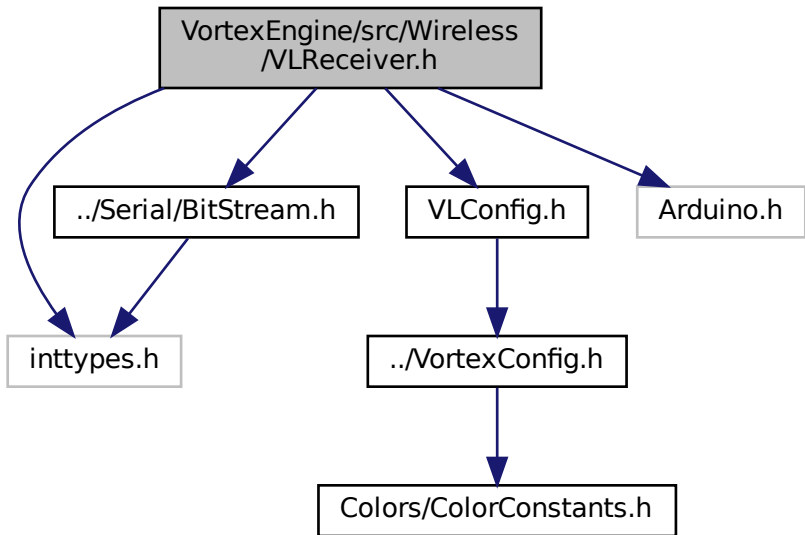 VortexEngine/src/Wireless
/VLReceiver.h
../Serial/BitStream.h
VLConfig.h
Arduino.h
inttypes.h
../VortexConfig.h
Colors/ColorConstants.h